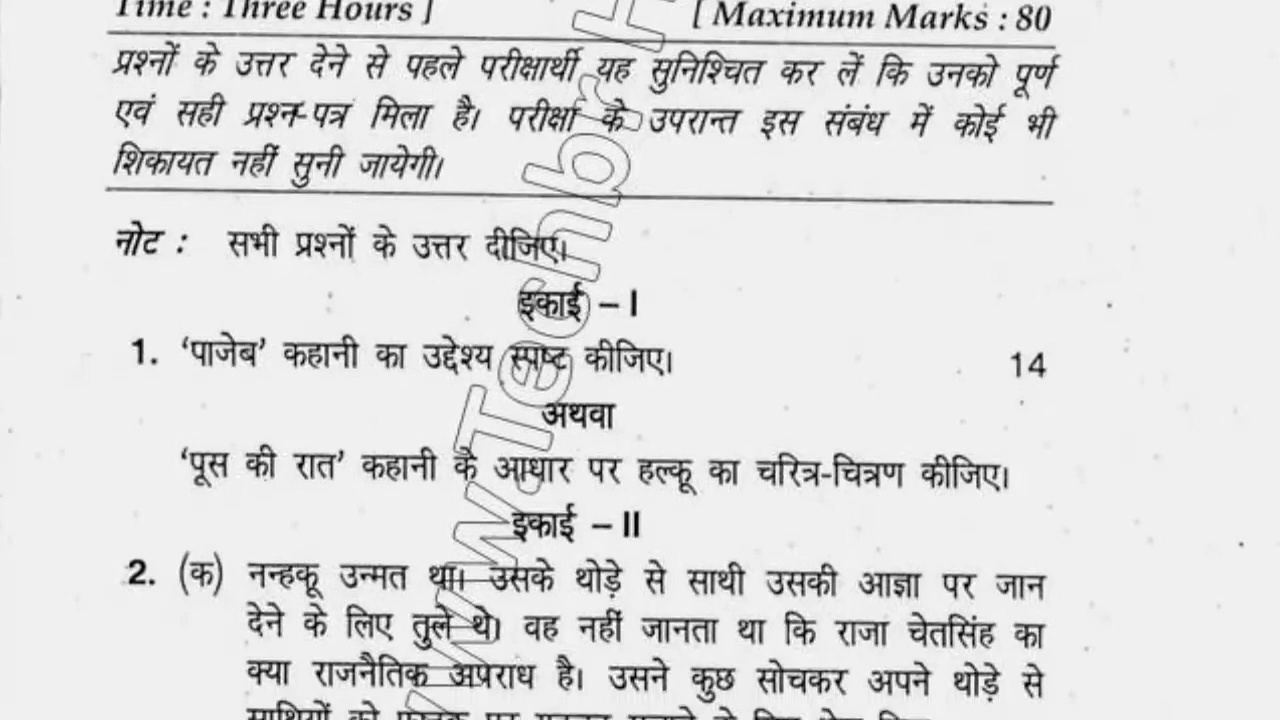 Time : Three Hours ] [ Maximum Marks : 80
प्रश्नों के उत्तर देने से पहले परीक्षार्थी यह सुनिश्चित कर लें कि उनको पूर्ण
एवं सही प्रश्न-पत्र मिला है। परीक्षा के उपरान्त इस संबंध में कोई भी
शिकायत नहीं सुनी जायेगी।
नोट : सभी प्रश्नों के उत्तर दीजिए।
इकाई – I
1. 'पाजेब' कहानी का उद्देश्य स्पष्ट कीजिए। 14
अथवा
'पूस की रात' कहानी के आधार पर हल्कू का चरित्र-चित्रण कीजिए।
इकाई – II
2. (क) नन्हकू उन्मत था। उसके थोड़े से साथी उसकी आज्ञा पर जान
देने के लिए तुले थे। वह नहीं जानता था कि राजा चेतसिंह का
क्या राजनैतिक अपराध है। उसने कुछ सोचकर अपने थोड़े से